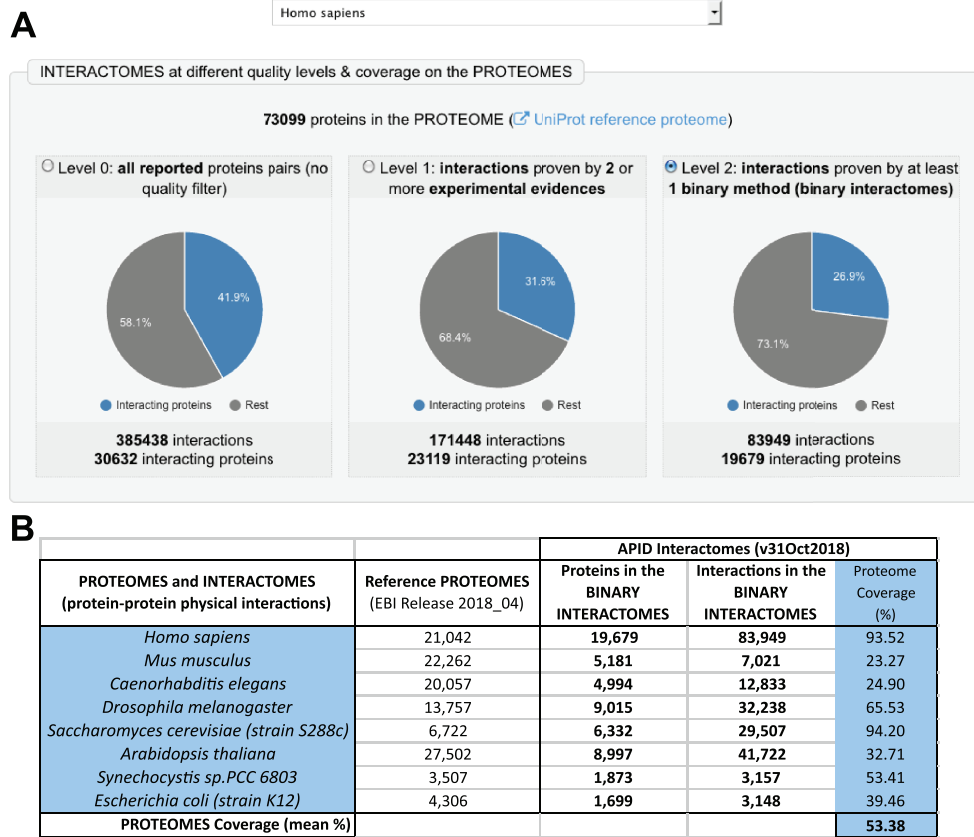 Homo sapiens
A
INTERACTOMES at different quality levels & coverage on the PROTEOMES
73099 proteins in the PROTEOME ( UniProt reference proteome)
Level 0: all reported proteins pairs (no
quality filter)
41.9%
58.1%
Interacting proteins Rest
385438 interactions
30632 interacting proteins
Level 1: interactions proven by 2 or
more experimental evidences
31.6%
68.4%
Interacting proteins Rest
171448 interactions
23119 interacting proteins
Level 2: interactions proven by at least
1 binary method (binary interactomes)
26.9%
73.1%
Interacting proteins Rest
83949 interactions
19679 interacting proteins
B
APID Interactomes (v31Oct2018)
PROTEOMES and INTERACTOMES
(protein-protein physical interactions)
Reference PROTEOMES
(EBI Release 2018_04)
Proteins in the
BINARY
INTERACTOMES
Interactions in the
BINARY
INTERACTOMES
Proteome
Coverage
(%)
Homo sapiens 21,042 19,679 83,949 93.52
Mus musculus 22,262 5,181 7,021 23.27
Caenorhabditis elegans 20,057 4,994 12,833 24.90
Drosophila melanogaster 13,757 9,015 32,238 65.53
Saccharomyces cerevisiae (strain S288c) 6,722 6,332 29,507 94.20
Arabidopsis thaliana 27,502 8,997 41,722 32.71
Synechocystis sp.PCC 6803 3,507 1,873 3,157 53.41
Escherichia coli (strain K12) 4,306 1,699 3,148 39.46
PROTEOMES Coverage (mean %) 53.38